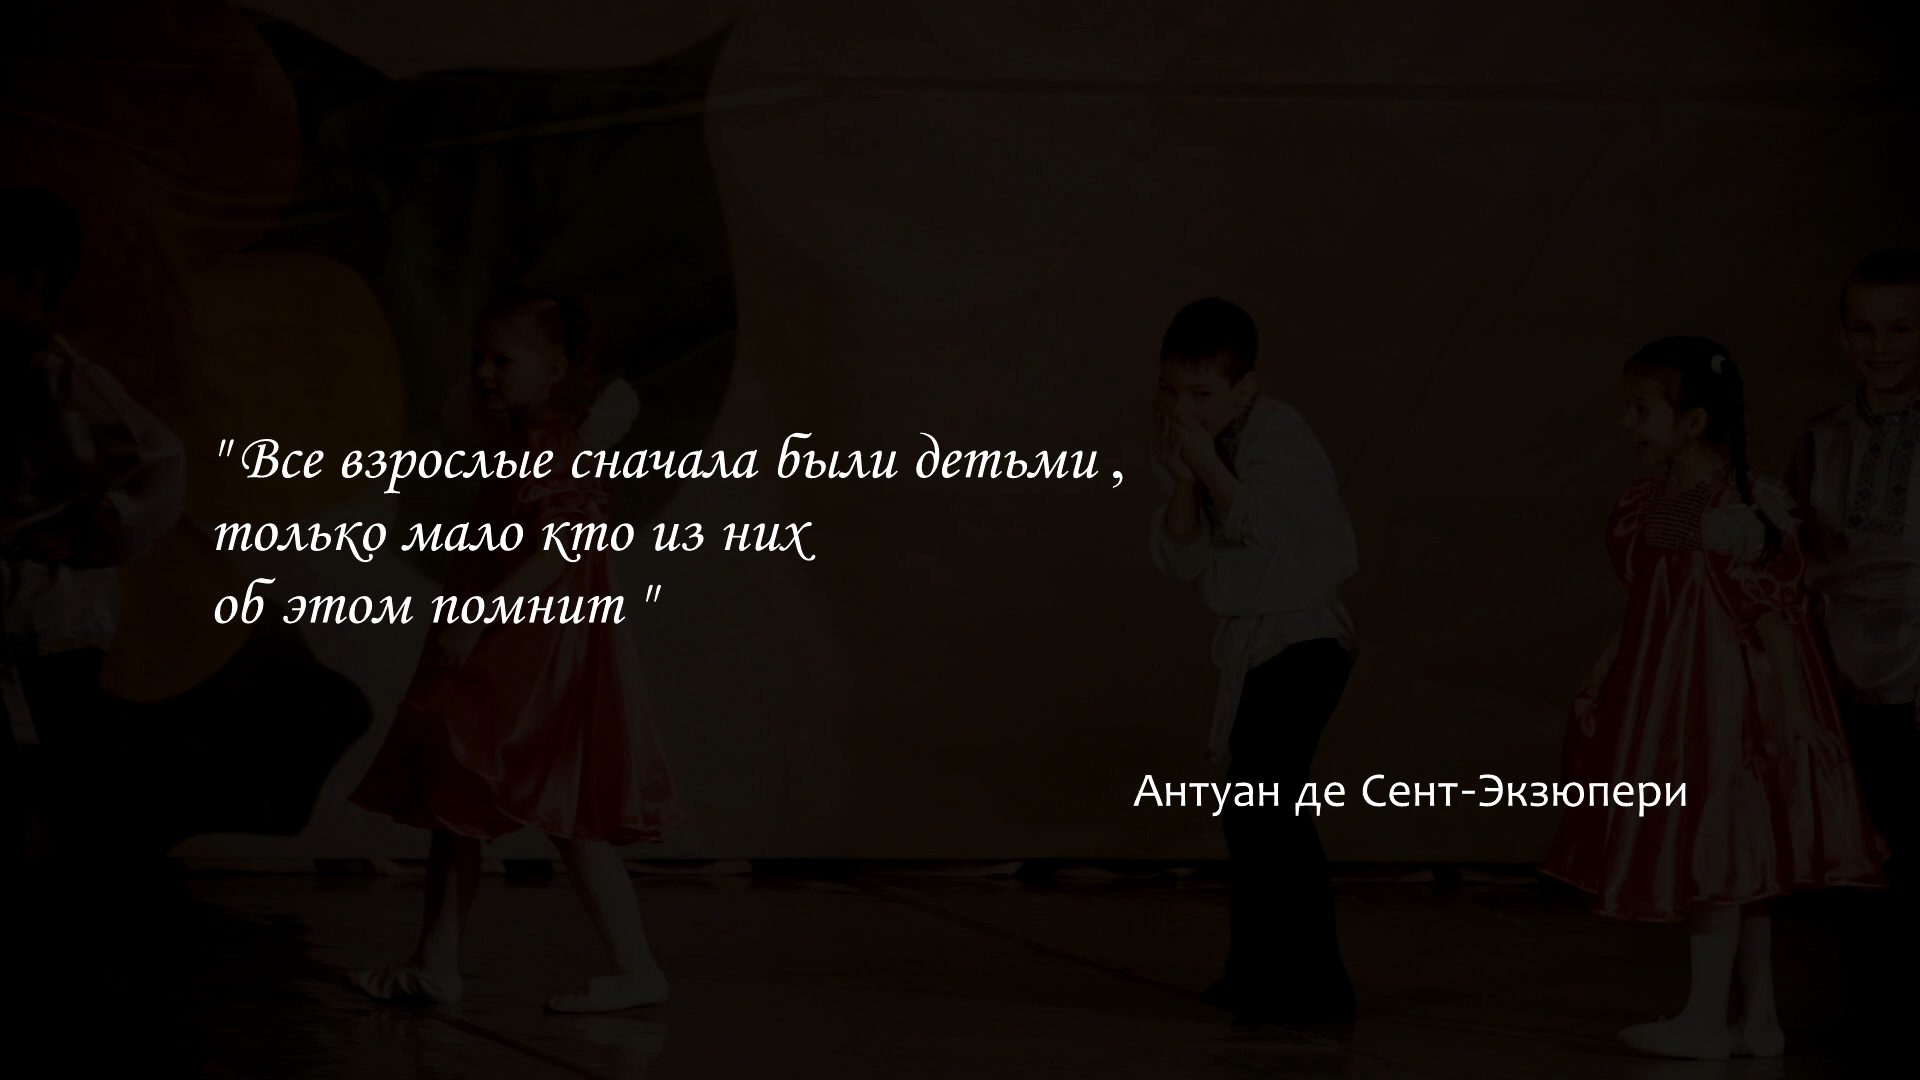 "Все взрослые сначала были детьми ,
только мало кто из них
об этом помнит "
Антуан де Сент-Экзюпери